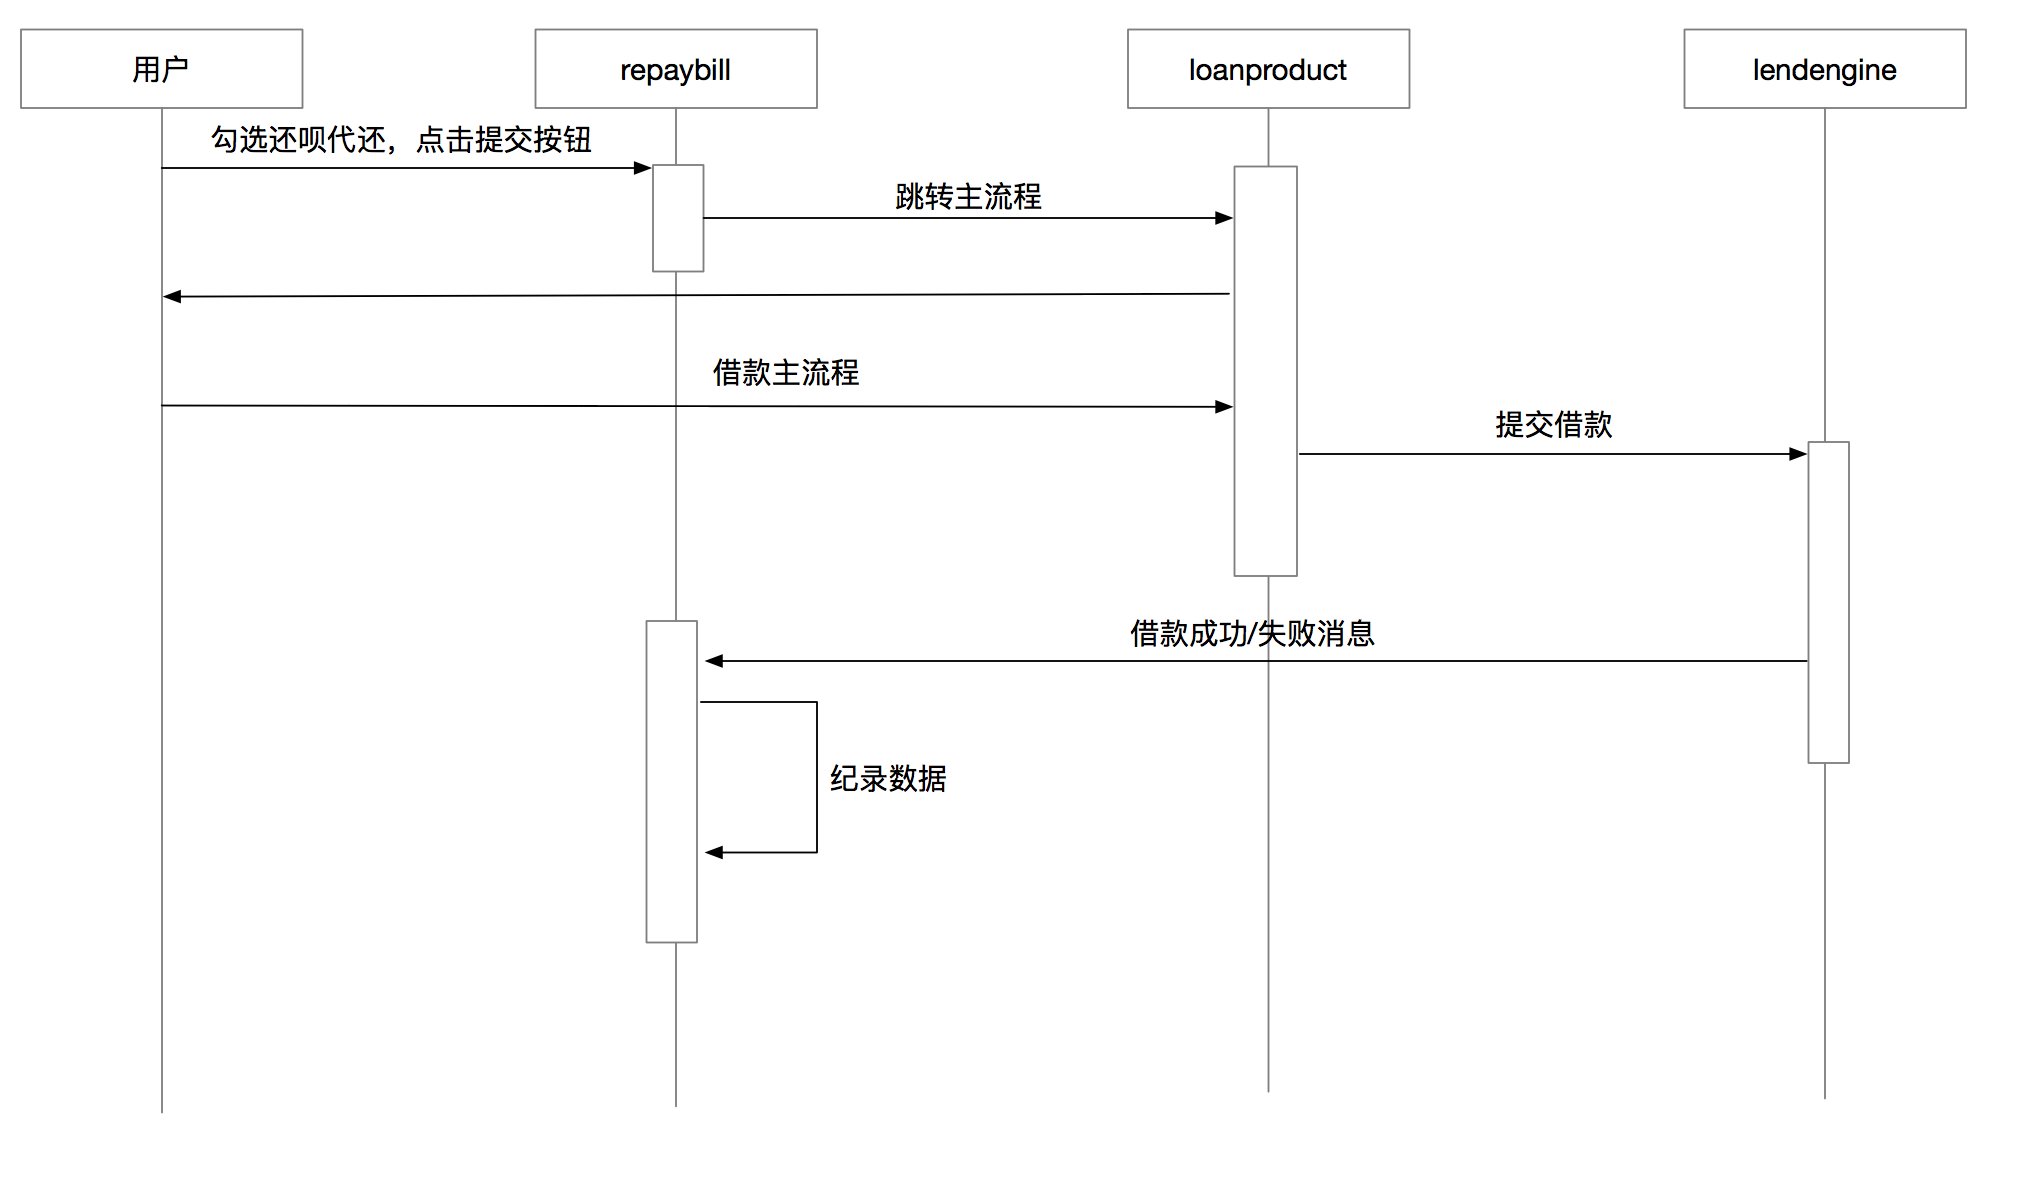 用户
repaybill
loanproduct
lendengine
勾选还呗代还，点击提交按钮
跳转主流程
借款主流程
提交借款
借款成功/失败消息
纪录数据